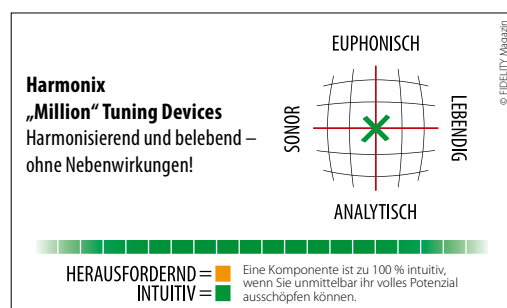 Harmonix
„Million“ Tuning Devices
Harmonisierend und belebend –
ohne Nebenwirkungen!
EUPHONISCH
SONOR
LEBENDIG
ANALYTISCH
© FIDELITY Magazin
HERAUSFORDERND =
INTUITIV =
Eine Komponente ist zu 100 % intuitiv,
wenn Sie unmittelbar ihr volles Potenzial
ausschöpfen können.